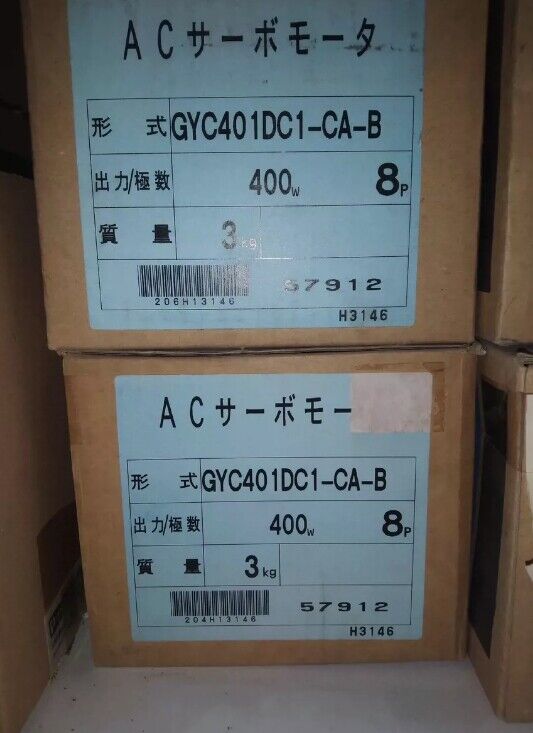 ACサーボモータ
形 式 GYC401DC1-CA-B
出力/極数 400W 8P
質 量 3kg
206H13146 57912
H3146
ACサーボモー
形 式 GYC401DC1-CA-B
出力/極数 400W 8P
質 量 3kg
204H13146 57912
H3146